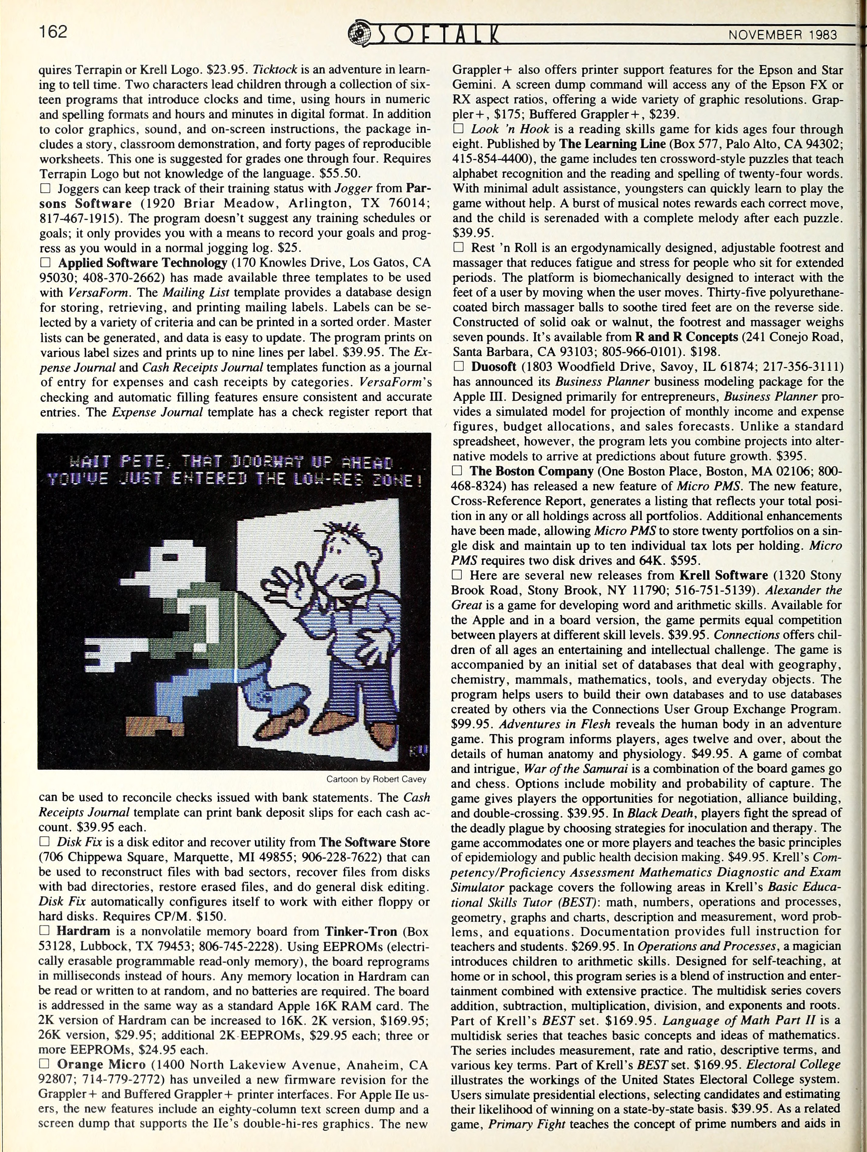 162
SOFTALK
NOVEMBER 1983
quires Terrapin or Krell Logo. $23.95. Ticktock is an adventure in learn-
ing to tell time. Two characters lead children through a collection of six-
teen programs that introduce clocks and time, using hours in numeric
and spelling formats and hours and minutes in digital format. In addition
to color graphics, sound, and on-screen instructions, the package in-
cludes a story, classroom demonstration, and forty pages of reproducible
worksheets. This one is suggested for grades one through four. Requires
Terrapin Logo but not knowledge of the language. $55.50.
□ Joggers can keep track of their training status with Jogger from Par-
sons Software (1920 Briar Meadow, Arlington, TX 76014;
817-467-1915). The program doesn't suggest any training schedules or
goals; it only provides you with a means to record your goals and prog-
ress as you would in a normal jogging log. $25.
□ Applied Software Technology (170 Knowles Drive, Los Gatos, CA
95030; 408-370-2662) has made available three templates to be used
with VersaForm. The Mailing List template provides a database design
for storing, retrieving, and printing mailing labels. Labels can be se-
lected by a variety of criteria and can be printed in a sorted order. Master
lists can be generated, and data is easy to update. The program prints on
various label sizes and prints up to nine lines per label. $39.95. The Ex-
pense Journal and Cash Receipts Journal templates function as a journal
of entry for expenses and cash receipts by categories. VersaForm's
checking and automatic filling features ensure consistent and accurate
entries. The Expense Journal template has a check register report that
WAIT PETE, THAT DOORWAY UP AHEAD
YOU'VE JUST ENTERED THE LOW-RES ZONE!
Cartoon by Robert Cavey
can be used to reconcile checks issued with bank statements. The Cash
Receipts Journal template can print bank deposit slips for each cash ac-
count. $39.95 each.
□ Disk Fix is a disk editor and recover utility from The Software Store
(706 Chippewa Square, Marquette, MI 49855; 906-228-7622) that can
be used to reconstruct files with bad sectors, recover files from disks
with bad directories, restore erased files, and do general disk editing.
Disk Fix automatically configures itself to work with either floppy or
hard disks. Requires CP/M. $150.
□ Hardram is a nonvolatile memory board from Tinker-Tron (Box
53128, Lubbock, TX 79453; 806-745-2228). Using EEPROMs (electri-
cally erasable programmable read-only memory), the board reprograms
in milliseconds instead of hours. Any memory location in Hardram can
be read or written to at random, and no batteries are required. The board
is addressed in the same way as a standard Apple 16K RAM card. The
2K version of Hardram can be increased to 16K. 2K version, $169.95;
26K version, $29.95; additional 2K EEPROMs, $29.95 each; three or
more EEPROMs, $24.95 each.
□ Orange Micro (1400 North Lakeview Avenue, Anaheim, CA
92807; 714-779-2772) has unveiled a new firmware revision for the
Grappler+ and Buffered Grappler+ printer interfaces. For Apple IIe us-
ers, the new features include an eighty-column text screen dump and a
screen dump that supports the IIe's double-hi-res graphics. The new
Grappler+ also offers printer support features for the Epson and Star
Gemini. A screen dump command will access any of the Epson FX or
RX aspect ratios, offering a wide variety of graphic resolutions. Grap-
pler+, $175; Buffered Grappler+, $239.
□ Look 'n Hook is a reading skills game for kids ages four through
eight. Published by The Learning Line (Box 577, Palo Alto, CA 94302;
415-854-4400), the game includes ten crossword-style puzzles that teach
alphabet recognition and the reading and spelling of twenty-four words.
With minimal adult assistance, youngsters can quickly learn to play the
game without help. A burst of musical notes rewards each correct move,
and the child is serenaded with a complete melody after each puzzle.
$39.95.
□ Rest 'n Roll is an ergodynamically designed, adjustable footrest and
massager that reduces fatigue and stress for people who sit for extended
periods. The platform is biomechanically designed to interact with the
feet of a user by moving when the user moves. Thirty-five polyurethane-
coated birch massager balls to soothe tired feet are on the reverse side.
Constructed of solid oak or walnut, the footrest and massager weighs
seven pounds. It's available from R and R Concepts (241 Conejo Road,
Santa Barbara, CA 93103; 805-966-0101). $198.
□ Duosoft (1803 Woodfield Drive, Savoy, IL 61874; 217-356-3111)
has announced its Business Planner business modeling package for the
Apple III. Designed primarily for entrepreneurs, Business Planner pro-
vides a simulated model for projection of monthly income and expense
figures, budget allocations, and sales forecasts. Unlike a standard
spreadsheet, however, the program lets you combine projects into alter-
native models to arrive at predictions about future growth. $395.
□ The Boston Company (One Boston Place, Boston, MA 02106; 800-
468-8324) has released a new feature of Micro PMS. The new feature,
Cross-Reference Report, generates a listing that reflects your total posi-
tion in any or all holdings across all portfolios. Additional enhancements
have been made, allowing Micro PMS to store twenty portfolios on a sin-
gle disk and maintain up to ten individual tax lots per holding. Micro
PMS requires two disk drives and 64K. $595.
□ Here are several new releases from Krell Software (1320 Stony
Brook Road, Stony Brook, NY 11790; 516-751-5139). Alexander the
Great is a game for developing word and arithmetic skills. Available for
the Apple and in a board version, the game permits equal competition
between players at different skill levels. $39.95. Connections offers chil-
dren of all ages an entertaining and intellectual challenge. The game is
accompanied by an initial set of databases that deal with geography,
chemistry, mammals, mathematics, tools, and everyday objects. The
program helps users to build their own databases and to use databases
created by others via the Connections User Group Exchange Program.
$99.95. Adventures in Flesh reveals the human body in an adventure
game. This program informs players, ages twelve and over, about the
details of human anatomy and physiology. $49.95. A game of combat
and intrigue, War of the Samurai is a combination of the board games go
and chess. Options include mobility and probability of capture. The
game gives players the opportunities for negotiation, alliance building,
and double-crossing. $39.95. In Black Death, players fight the spread of
the deadly plague by choosing strategies for inoculation and therapy. The
game accommodates one or more players and teaches the basic principles
of epidemiology and public health decision making. $49.95. Krell's Com-
petency/Proficiency Assessment Mathematics Diagnostic and Exam
Simulator package covers the following areas in Krell's Basic Educa-
tional Skills Tutor (BEST): math, numbers, operations and processes,
geometry, graphs and charts, description and measurement, word prob-
lems, and equations. Documentation provides full instruction for
teachers and students. $269.95. In Operations and Processes, a magician
introduces children to arithmetic skills. Designed for self-teaching, at
home or in school, this program series is a blend of instruction and enter-
tainment combined with extensive practice. The multidisk series covers
addition, subtraction, multiplication, division, and exponents and roots.
Part of Krell's BEST set. $169.95. Language of Math Part II is a
multidisk series that teaches basic concepts and ideas of mathematics.
The series includes measurement, rate and ratio, descriptive terms, and
various key terms. Part of Krell's BEST set. $169.95. Electoral College
illustrates the workings of the United States Electoral College system.
Users simulate presidential elections, selecting candidates and estimating
their likelihood of winning on a state-by-state basis. $39.95. As a related
game, Primary Fight teaches the concept of prime numbers and aids in